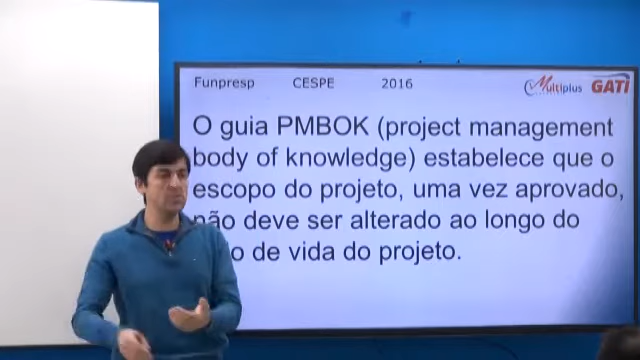 Funpresp CESPE 2016
Multiplus GATI
O guia PMBOK (project management
body of knowledge) estabelece que o
escopo do projeto, uma vez aprovado,
não deve ser alterado ao longo do
o de vida do projeto.